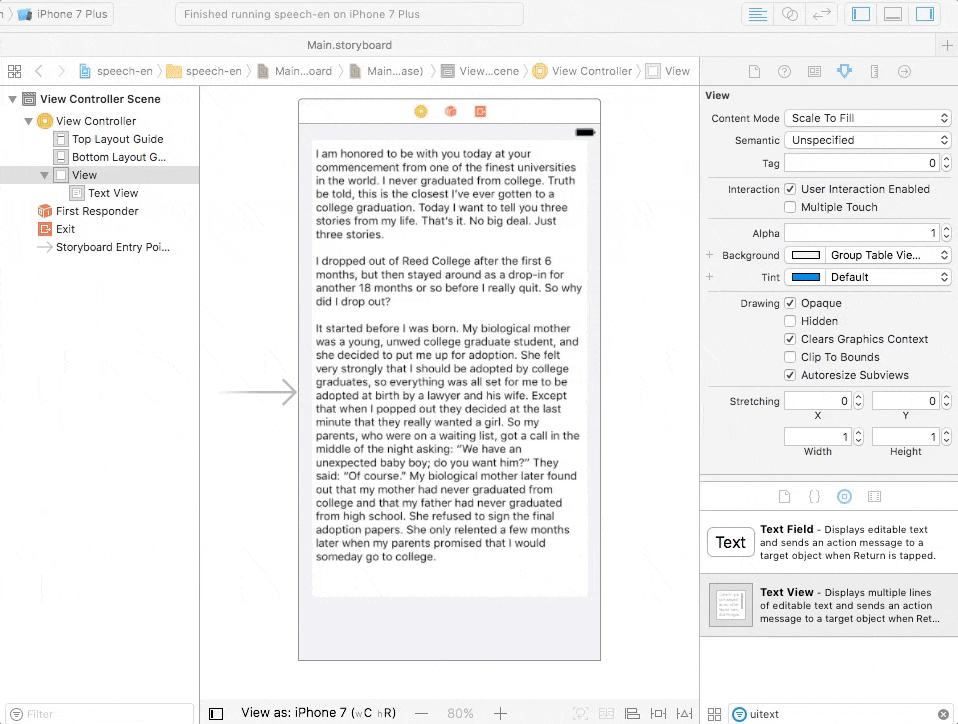 iPhone 7 Plus
Finished running speech-en on iPhone 7 Plus
Main.storyboard
speech-en
speech-en
Main...oard
Main...ase)
View...cene
View Controller
View
View Controller Scene
View Controller
Top Layout Guide
Bottom Layout G...
View
Text View
First Responder
Exit
Storyboard Entry Poi...
Filter
I am honored to be with you today at your
commencement from one of the finest universities
in the world. I never graduated from college. Truth
be told, this is the closest I've ever gotten to a
college graduation. Today I want to tell you three
stories from my life. That's it. No big deal. Just
three stories.
I dropped out of Reed College after the first 6
months, but then stayed around as a drop-in for
another 18 months or so before I really quit. So why
did I drop out?
It started before I was born. My biological mother
was a young, unwed college graduate student, and
she decided to put me up for adoption. She felt
very strongly that I should be adopted by college
graduates, so everything was all set for me to be
adopted at birth by a lawyer and his wife. Except
that when I popped out they decided at the last
minute that they really wanted a girl. So my
parents, who were on a waiting list, got a call in the
middle of the night asking: “We have an
unexpected baby boy; do you want him?” They
said: “Of course.” My biological mother later found
out that my mother had never graduated from
college and that my father had never graduated
from high school. She refused to sign the final
adoption papers. She only relented a few months
later when my parents promised that I would
someday go to college.
View as: iPhone 7 (wC hR)
80%
View
Content Mode
Scale To Fill
Semantic
Unspecified
Tag
0
Interaction
User Interaction Enabled
Multiple Touch
Alpha
1
Background
Group Table Vie...
Tint
Default
Drawing
Opaque
Hidden
Clears Graphics Context
Clip To Bounds
Autoresize Subviews
Stretching
0
0
X
Y
1
1
Width
Height
Text
Text Field - Displays editable text
and sends an action message to a
target object when Return is tapped.
Text View - Displays multiple lines
of editable text and sends an action
message to a target object when Ret...
uitext